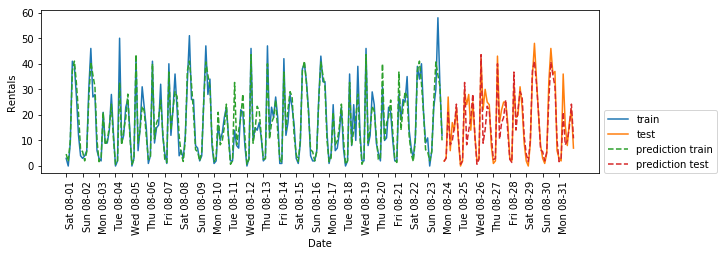 60
50
40
30
20
10
0
Rentals
Sat 08-01
Sun 08-02
Mon 08-03
Tue 08-04
Wed 08-05
Thu 08-06
Fri 08-07
Sat 08-08
Sun 08-09
Mon 08-10
Tue 08-11
Wed 08-12
Thu 08-13
Fri 08-14
Sat 08-15
Sun 08-16
Mon 08-17
Tue 08-18
Wed 08-19
Thu 08-20
Fri 08-21
Sat 08-22
Sun 08-23
Mon 08-24
Tue 08-25
Wed 08-26
Thu 08-27
Fri 08-28
Sat 08-29
Sun 08-30
Mon 08-31
Date
train
test
prediction train
prediction test